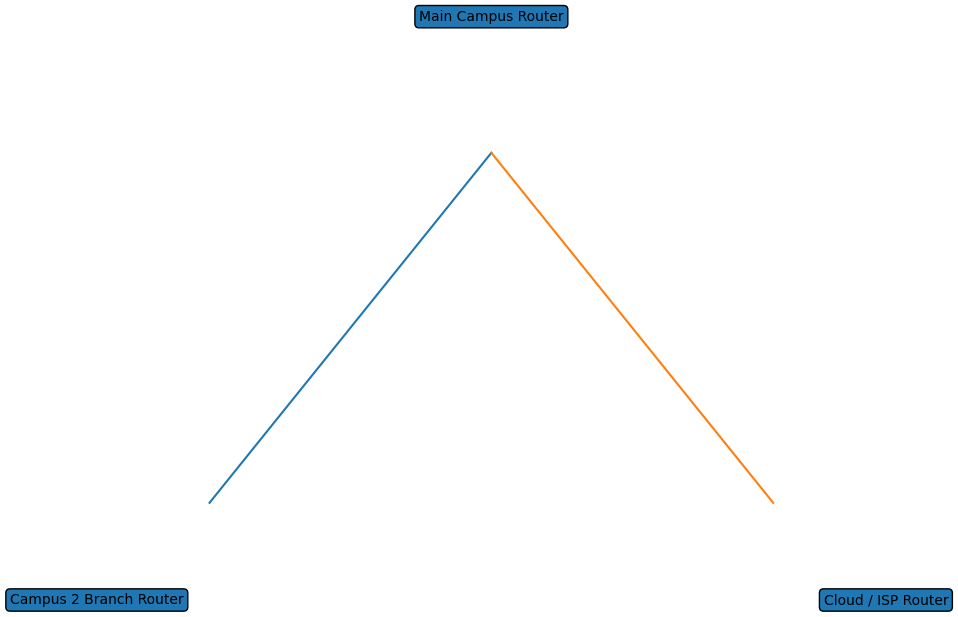 Main Campus Router
Campus 2 Branch Router
Cloud / ISP Router